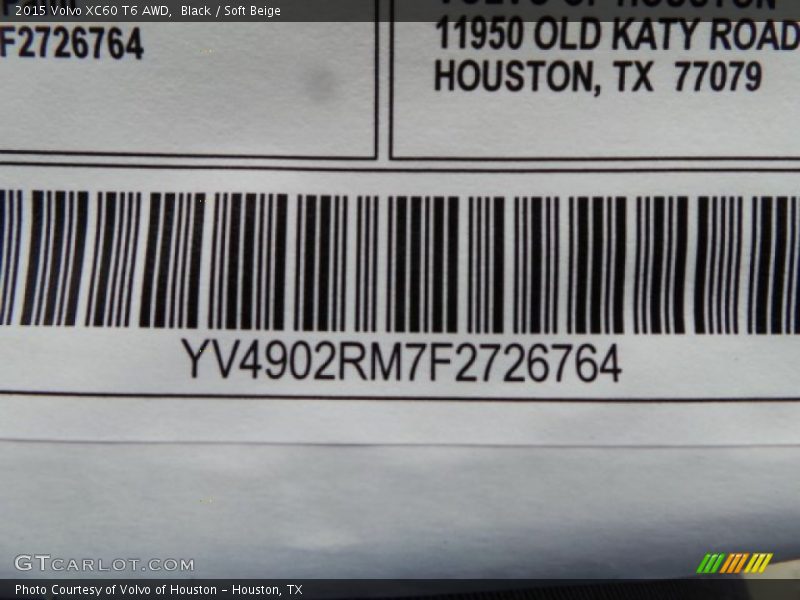 2015 Volvo XC60 T6 AWD, Black / Soft Beige
F2726764
11950 OLD KATY ROAD
HOUSTON, TX 77079
YV4902RM7F2726764
GTCARLOT.COM
Photo Courtesy of Volvo of Houston - Houston, TX